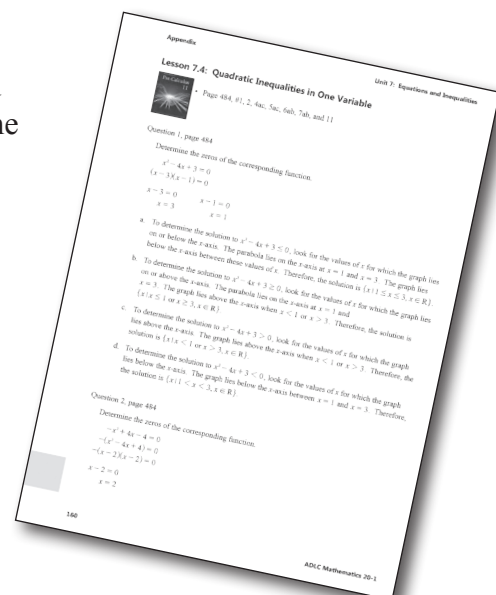 ne
Appendix
Unit 7: Equations and Inequalities
Lesson 7.4: Quadratic Inequalities in One Variable
Pre-Calculus
11
• Page 484, #1, 2, 4ac, 5ac, 6ab, 7ab, and 11
Question 1, page 484
Determine the zeros of the corresponding function.
x² − 4x + 3 = 0
(x − 3)(x − 1) = 0
x − 3 = 0 x − 1 = 0
x = 3 x = 1
a. To determine the solution to x² − 4x + 3 ≤ 0, look for the values of x for which the graph lies
on or below the x-axis. The parabola lies on the x-axis at x = 1 and x = 3. The graph lies
below the x-axis between these values of x. Therefore, the solution is {x | 1 ≤ x ≤ 3, x ∈ R}.
b. To determine the solution to x² − 4x + 3 ≥ 0, look for the values of x for which the graph lies
on or above the x-axis. The parabola lies on the x-axis at x = 1 and
x = 3. The graph lies above the x-axis when x < 1 or x > 3. Therefore, the solution is
{x | x ≤ 1 or x ≥ 3, x ∈ R}
c. To determine the solution to x² − 4x + 3 > 0, look for the values of x for which the graph
lies above the x-axis. The graph lies above the x-axis when x < 1 or x > 3. Therefore, the
solution is {x | x < 1 or x > 3, x ∈ R}
d. To determine the solution to x² − 4x + 3 < 0, look for the values of x for which the graph
lies below the x-axis. The graph lies below the x-axis between x = 1 and x = 3. Therefore,
the solution is {x | 1 < x < 3, x ∈ R}
Question 2, page 484
Determine the zeros of the corresponding function.
−x² + 4x − 4 = 0
−(x² − 4x + 4) = 0
−(x − 2)(x − 2) = 0
x − 2 = 0
x = 2
160
ADLC Mathematics 20-1